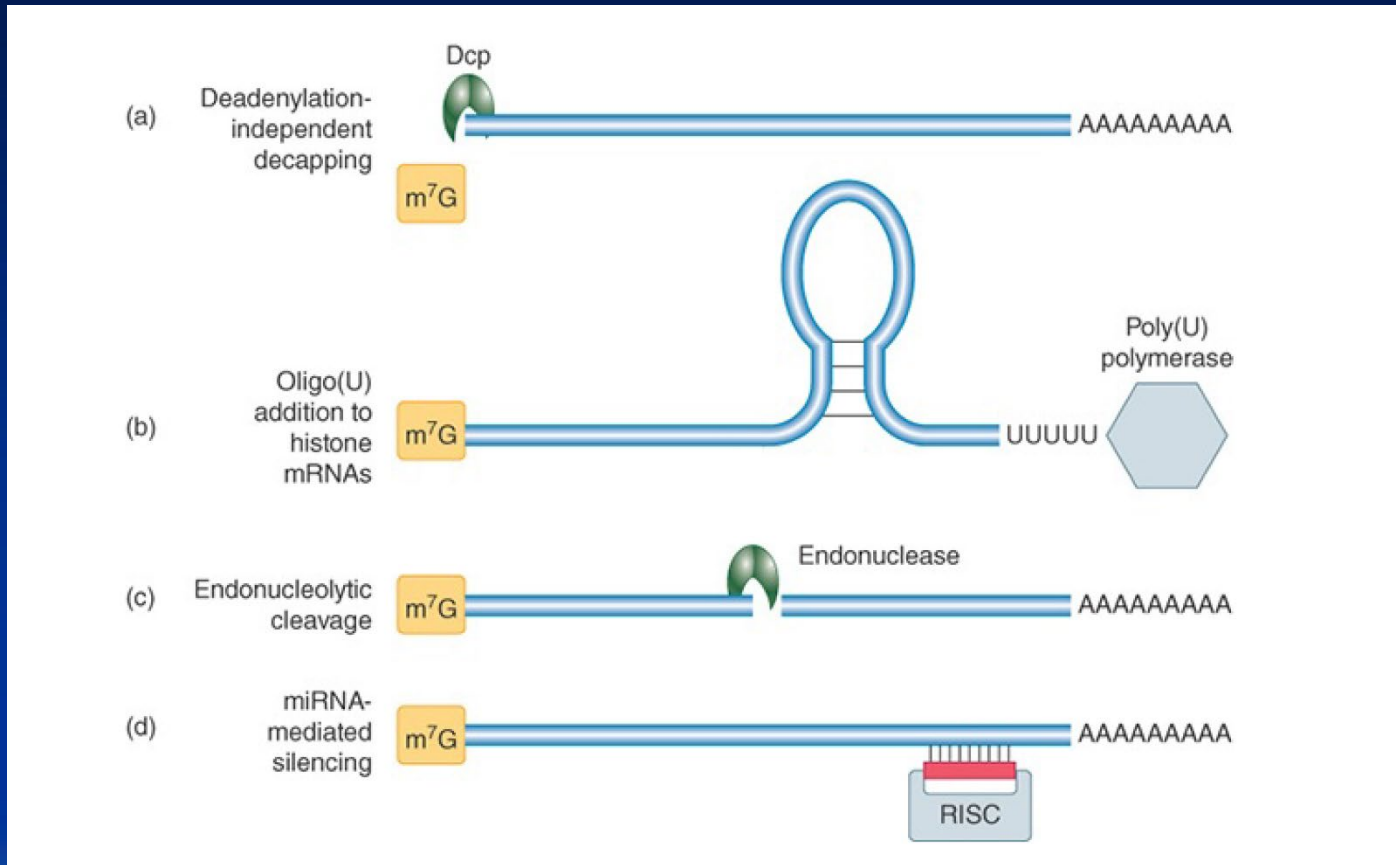 Dcp
(a)
Deadenylation-
independent
decapping
AAAAAAAAA
m⁷G
Poly(U)
polymerase
(b)
Oligo(U)
addition to
histone
mRNAs
m⁷G
UUUUU
(c)
Endonucleolytic
cleavage
m⁷G
Endonuclease
AAAAAAAAA
(d)
miRNA-
mediated
silencing
m⁷G
AAAAAAAAA
RISC